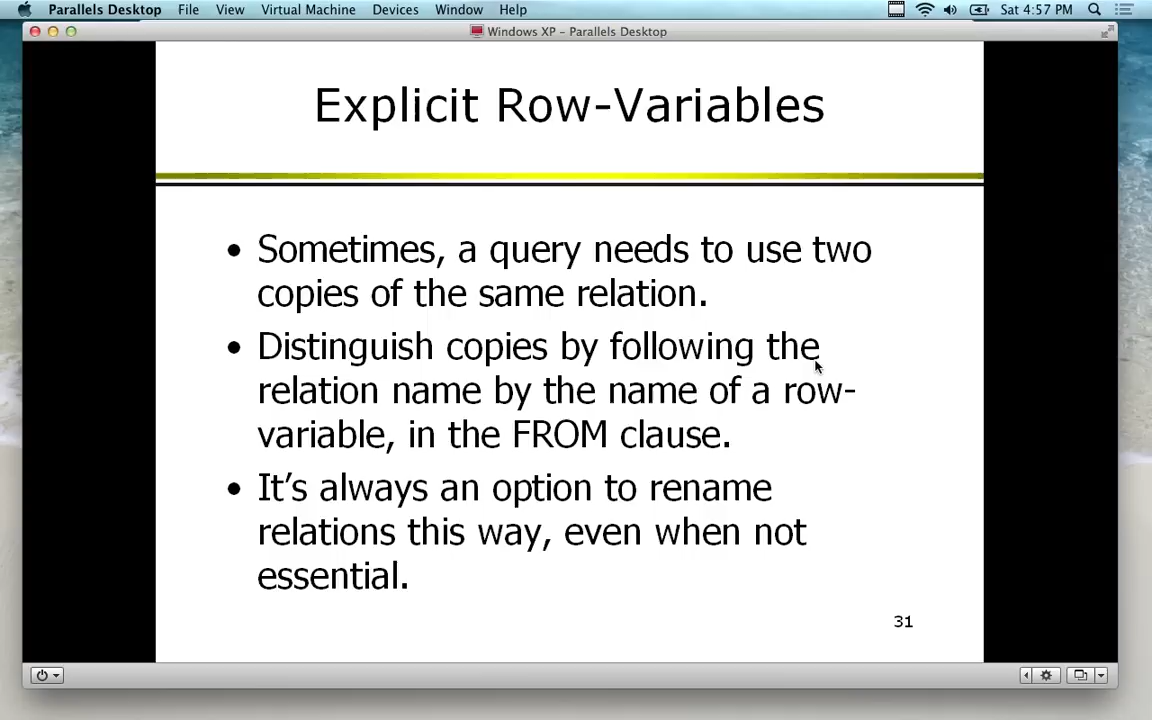 Parallels Desktop File View Virtual Machine Devices Window Help Sat 4:57 PM
Windows XP - Parallels Desktop
Explicit Row-Variables
• Sometimes, a query needs to use two
copies of the same relation.
• Distinguish copies by following the
relation name by the name of a row-
variable, in the FROM clause.
• It’s always an option to rename
relations this way, even when not
essential.
31